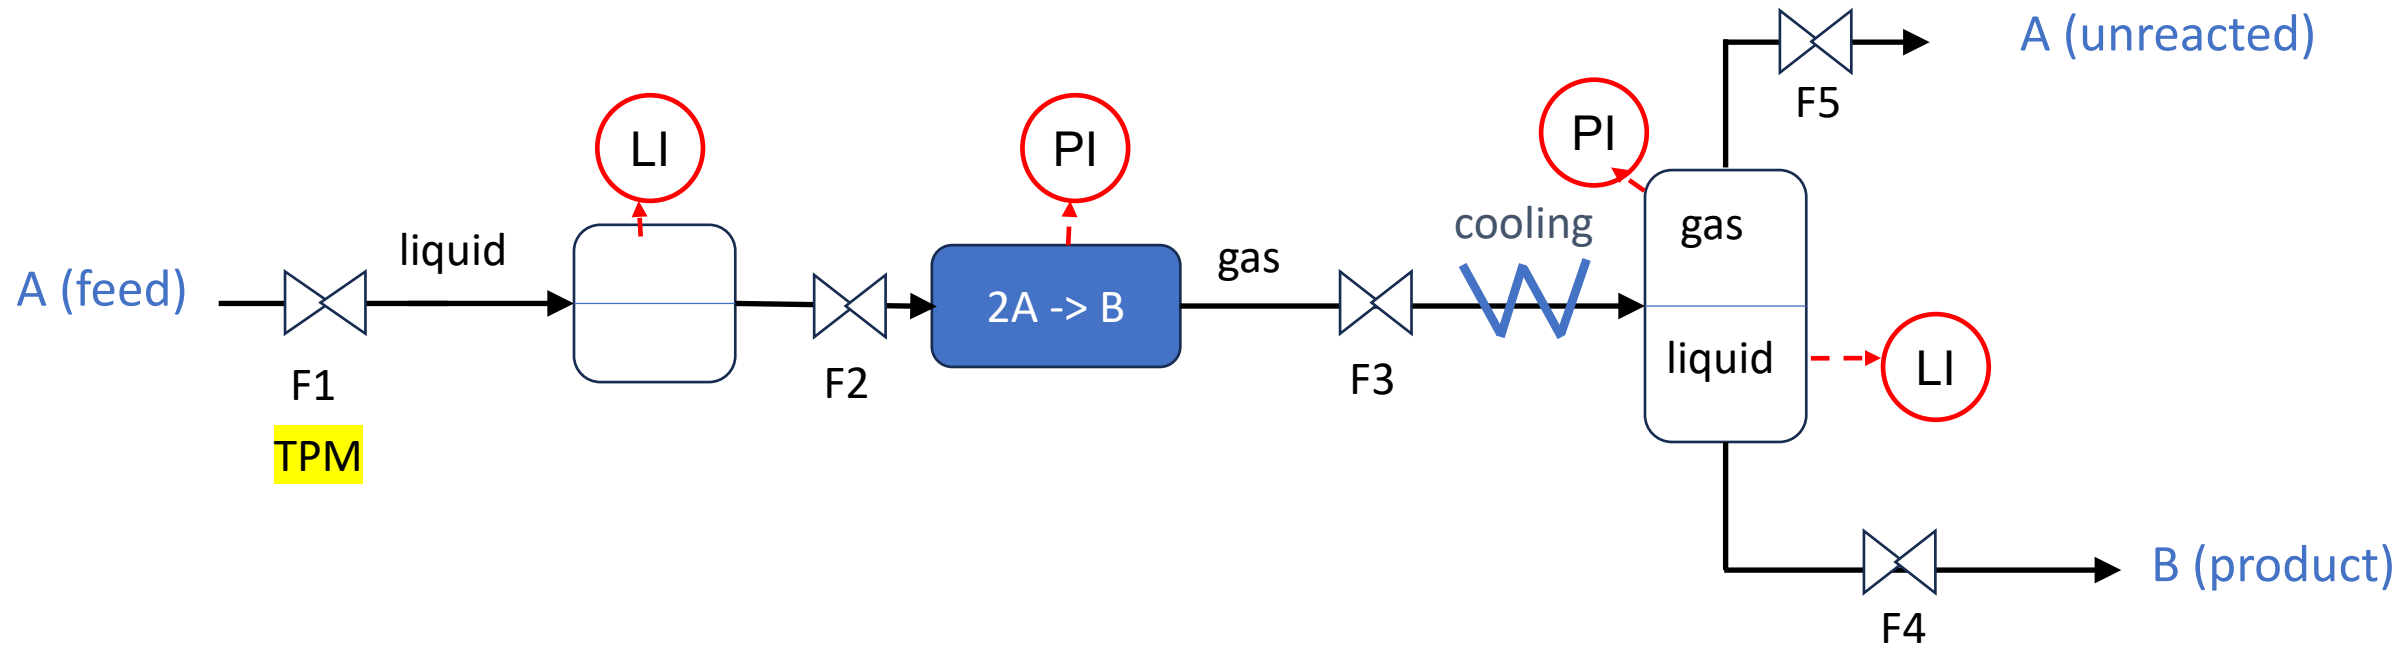 A (feed)
F1
TPM
liquid
LI
F2
PI
2A -> B
gas
F3
cooling
PI
gas
liquid
LI
F5
A (unreacted)
F4
B (product)